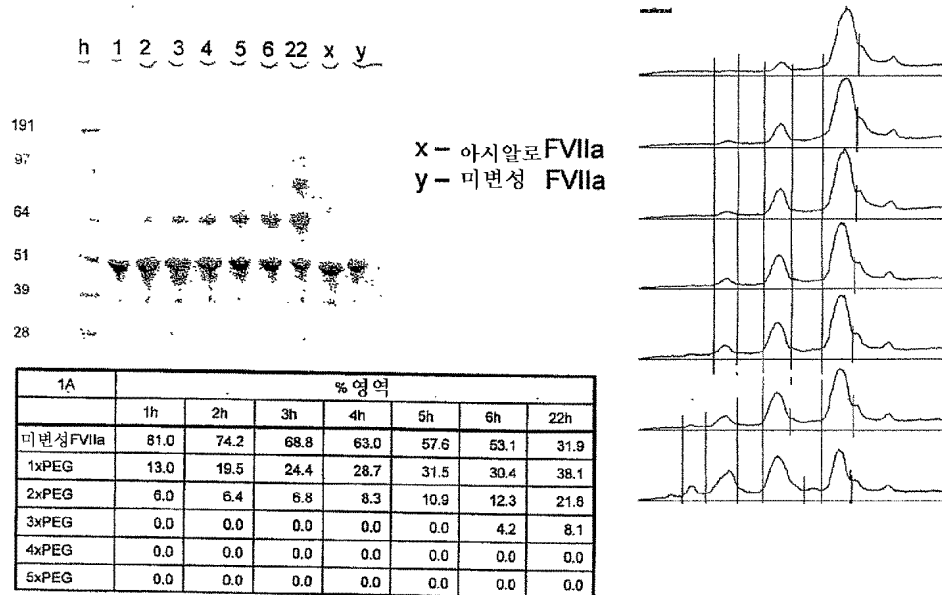 h 1 2 3 4 5 6 22 x y
191
97
64
51
39
28
x – 아시알로FVIIa
y – 미변성 FVIIa
1A % 영역
1h 2h 3h 4h 5h 6h 22h
미변성FVIIa 81.0 74.2 68.8 63.0 57.6 53.1 31.9
1xPEG 13.0 19.5 24.4 28.7 31.5 30.4 38.1
2xPEG 6.0 6.4 6.8 8.3 10.9 12.3 21.8
3xPEG 0.0 0.0 0.0 0.0 0.0 4.2 8.1
4xPEG 0.0 0.0 0.0 0.0 0.0 0.0 0.0
5xPEG 0.0 0.0 0.0 0.0 0.0 0.0 0.0